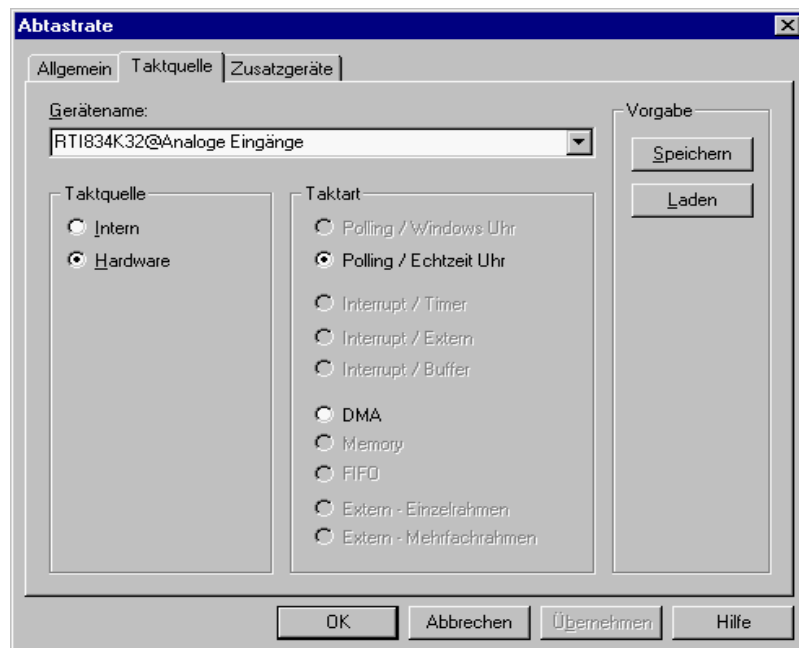 Abtastrate
Allgemein Taktquelle Zusatzgeräte
Gerätename:
RTI834K32@Analoge Eingänge
Vorgabe
Speichern
Laden
Taktquelle
Intern
Hardware
Taktart
Polling / Windows Uhr
Polling / Echtzeit Uhr
Interrupt / Timer
Interrupt / Extern
Interrupt / Buffer
DMA
Memory
FIFO
Extern - Einzelrahmen
Extern - Mehrfachrahmen
OK Abbrechen Übernehmen Hilfe